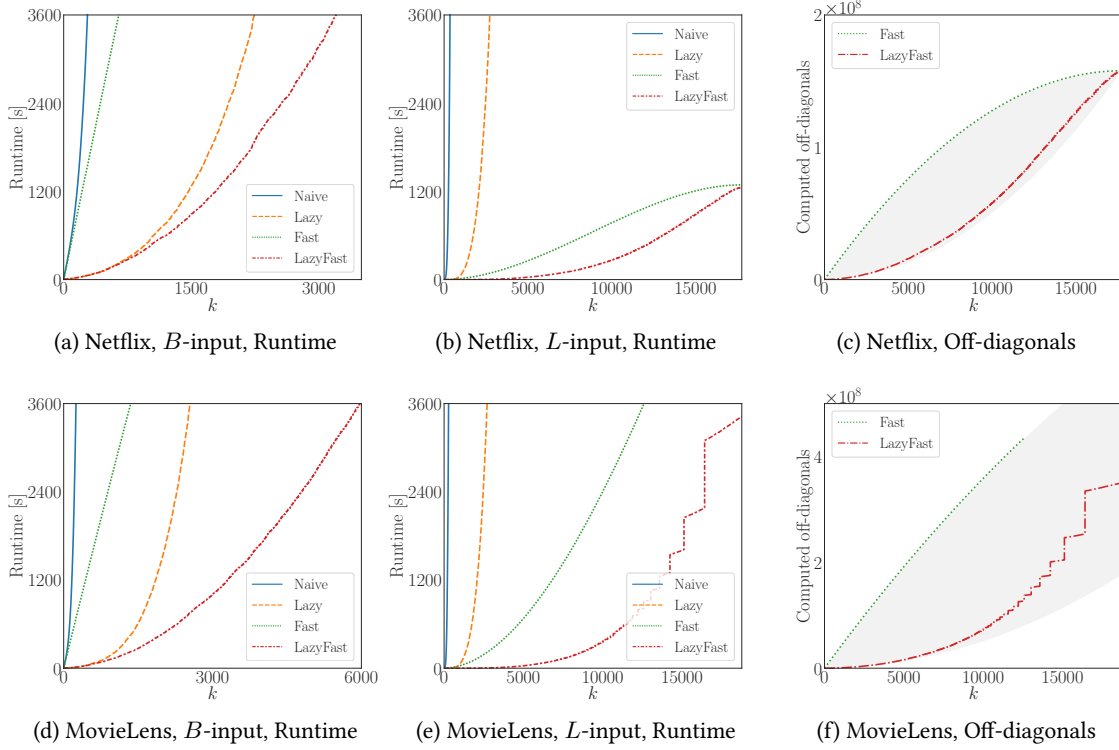 3600
2400
1200
0
Runtime [s]
0 1500 3000
k
Naive
Lazy
Fast
LazyFast
(a) Netflix, B-input, Runtime
3600
2400
1200
0
Runtime [s]
0 5000 10000 15000
k
Naive
Lazy
Fast
LazyFast
(b) Netflix, L-input, Runtime
×10⁸
2
1
0
Computed off-diagonals
0 5000 10000 15000
k
Fast
LazyFast
(c) Netflix, Off-diagonals
3600
2400
1200
0
Runtime [s]
0 3000 6000
k
Naive
Lazy
Fast
LazyFast
(d) MovieLens, B-input, Runtime
3600
2400
1200
0
Runtime [s]
0 5000 10000 15000
k
Naive
Lazy
Fast
LazyFast
(e) MovieLens, L-input, Runtime
×10⁸
4
2
0
Computed off-diagonals
0 5000 10000 15000
k
Fast
LazyFast
(f) MovieLens, Off-diagonals